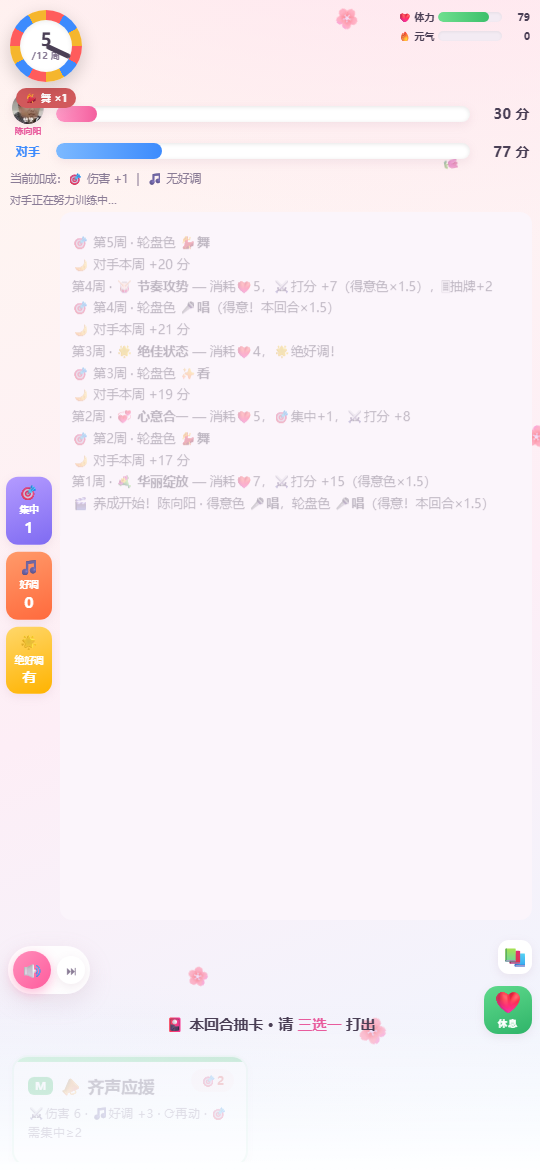 5
/12 周
体力 79
元气 0
舞 ×1
陈向阳
30 分
对手
77 分
当前加成: 伤害 +1 | 无好调
对手正在努力训练中...
第5周 · 轮盘色 舞
对手本周 +20 分
第4周 · 节奏攻势 — 消耗 5, 打分 +7(得意色×1.5), 抽牌+2
第4周 · 轮盘色 唱(得意!本回合×1.5)
对手本周 +21 分
第3周 · 绝佳状态 — 消耗 4, 绝好调!
第3周 · 轮盘色 香
对手本周 +19 分
第2周 · 心意合一 — 消耗 5, 集中+1, 打分 +8
第2周 · 轮盘色 舞
对手本周 +17 分
第1周 · 华丽绽放 — 消耗 7, 打分 +15(得意色×1.5)
养成开始!陈向阳 · 得意色 唱, 轮盘色 唱(得意!本回合×1.5)
集中
1
好调
0
绝好调
有
本回合抽卡 · 请 三选一 打出
休息
M 齐声应援 2
伤害 6 · 好调 +3 · 再动 ·
需集中≥2